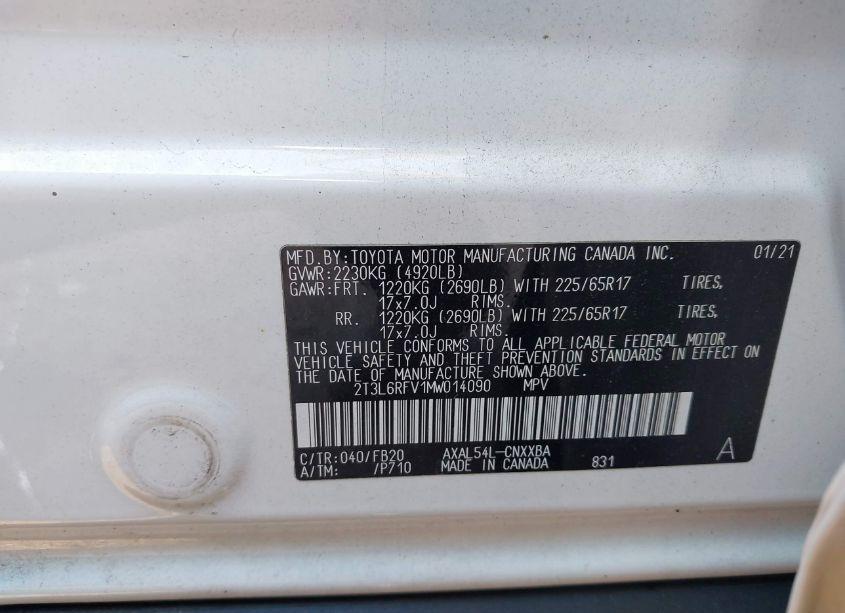 MFD.BY:TOYOTA MOTOR MANUFACTURING CANADA INC. 01/21
GVWR:2230KG (4920LB)
GAWR:FRT. 1220KG (2690LB) WITH 225/65R17 TIRES,
17x7.0J RIMS.
RR. 1220KG (2690LB) WITH 225/65R17 TIRES,
17x7.0J RIMS.
THIS VEHICLE CONFORMS TO ALL APPLICABLE FEDERAL MOTOR
VEHICLE SAFETY AND THEFT PREVENTION STANDARDS IN EFFECT ON
THE DATE OF MANUFACTURE SHOWN ABOVE.
2T3L6RFV1MW014090 MPV
C/TR:040/FB20 AXAL54L-CNXXBA A
A/TM: /P710 MADE IN CANADA 831